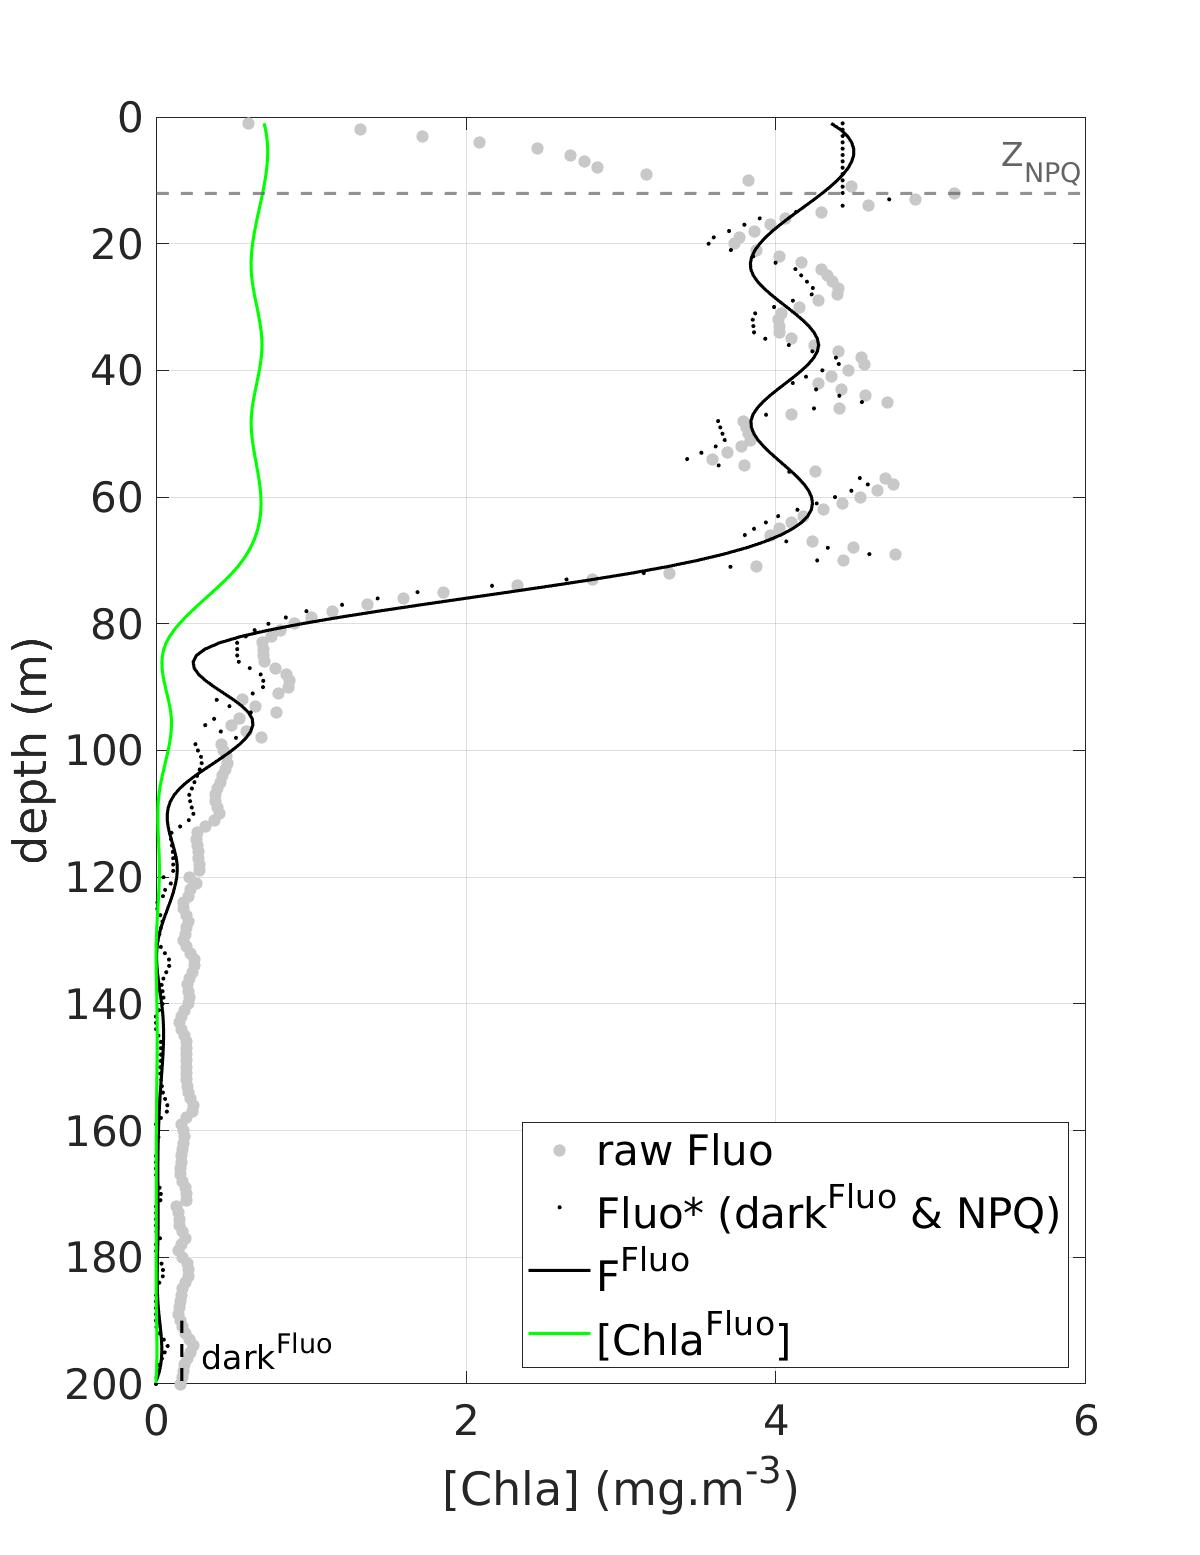 0
20
40
60
80
100
120
140
160
180
200
depth (m)
Z_NPQ
raw Fluo
Fluo* (dark^Fluo & NPQ)
F^Fluo
[Chla^Fluo]
dark^Fluo
0 2 4 6
[Chla] (mg.m^-3)